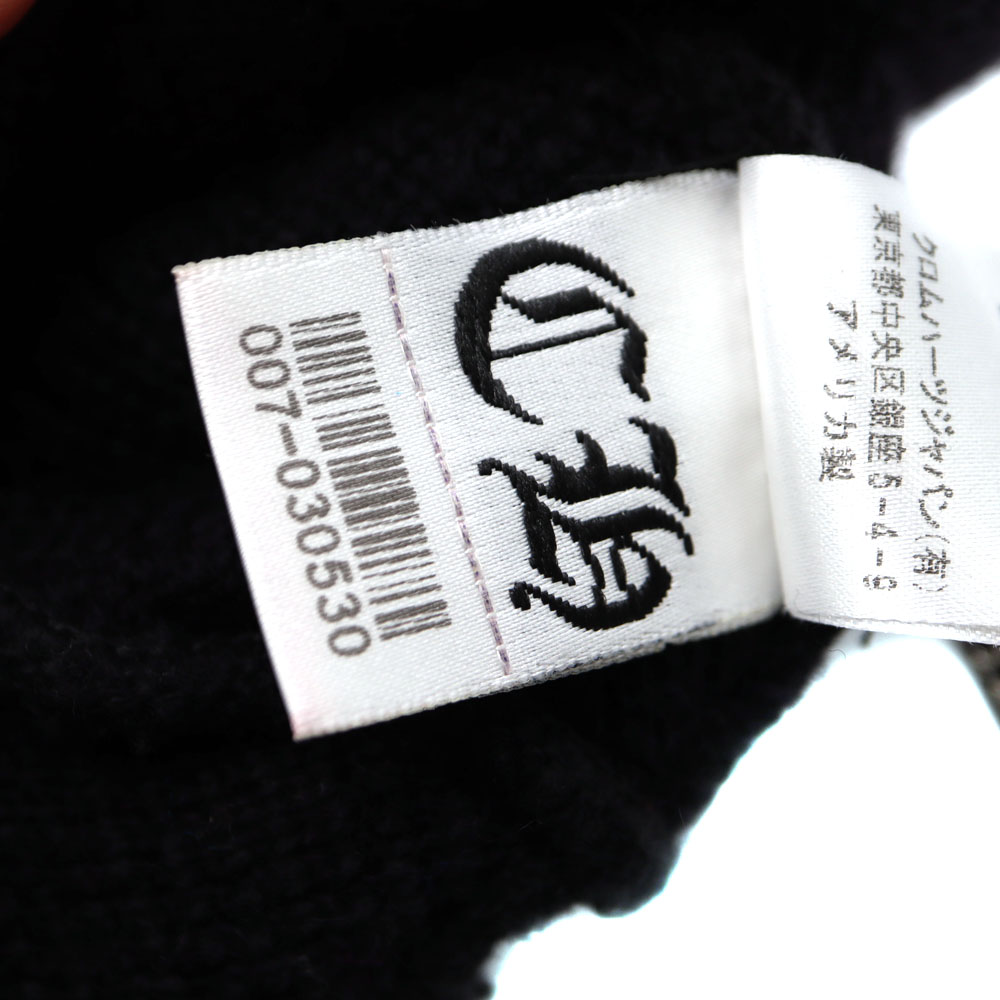 CH
007-030530
クロムハーツジャパン(有)
東京都中央区銀座5-4-9
アメリカ製